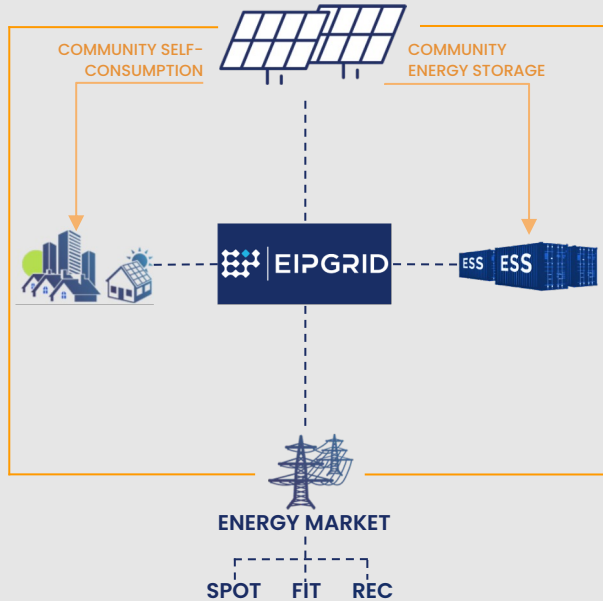 COMMUNITY SELF-
CONSUMPTION
COMMUNITY
ENERGY STORAGE
EIPGRID
ESS
ESS
ENERGY MARKET
SPOT FIT REC